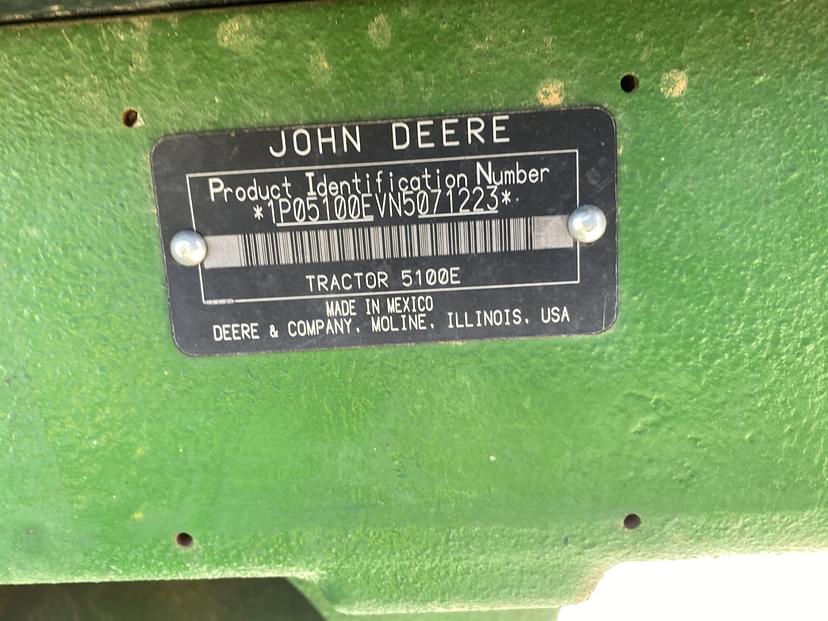 JOHN DEERE
Product Identification Number
*1P05100EVN5071223*
TRACTOR 5100E
MADE IN MEXICO
DEERE & COMPANY, MOLINE, ILLINOIS, USA